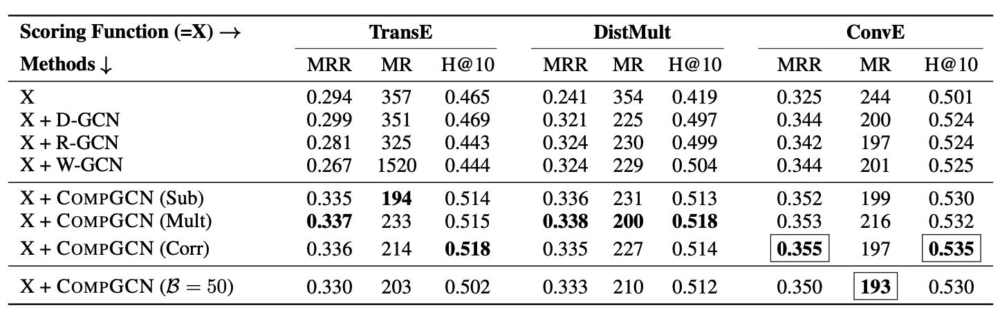 Scoring Function (=X) → TransE DistMult ConvE
Methods ↓ MRR MR H@10 MRR MR H@10 MRR MR H@10
X 0.294 357 0.465 0.241 354 0.419 0.325 244 0.501
X + D-GCN 0.299 351 0.469 0.321 225 0.497 0.344 200 0.524
X + R-GCN 0.281 325 0.443 0.324 230 0.499 0.342 197 0.524
X + W-GCN 0.267 1520 0.444 0.324 229 0.504 0.344 201 0.525
X + COMPGCN (Sub) 0.335 194 0.514 0.336 231 0.513 0.352 199 0.530
X + COMPGCN (Mult) 0.337 233 0.515 0.338 200 0.518 0.353 216 0.532
X + COMPGCN (Corr) 0.336 214 0.518 0.335 227 0.514 0.355 197 0.535
X + COMPGCN (ℬ = 50) 0.330 203 0.502 0.333 210 0.512 0.350 193 0.530